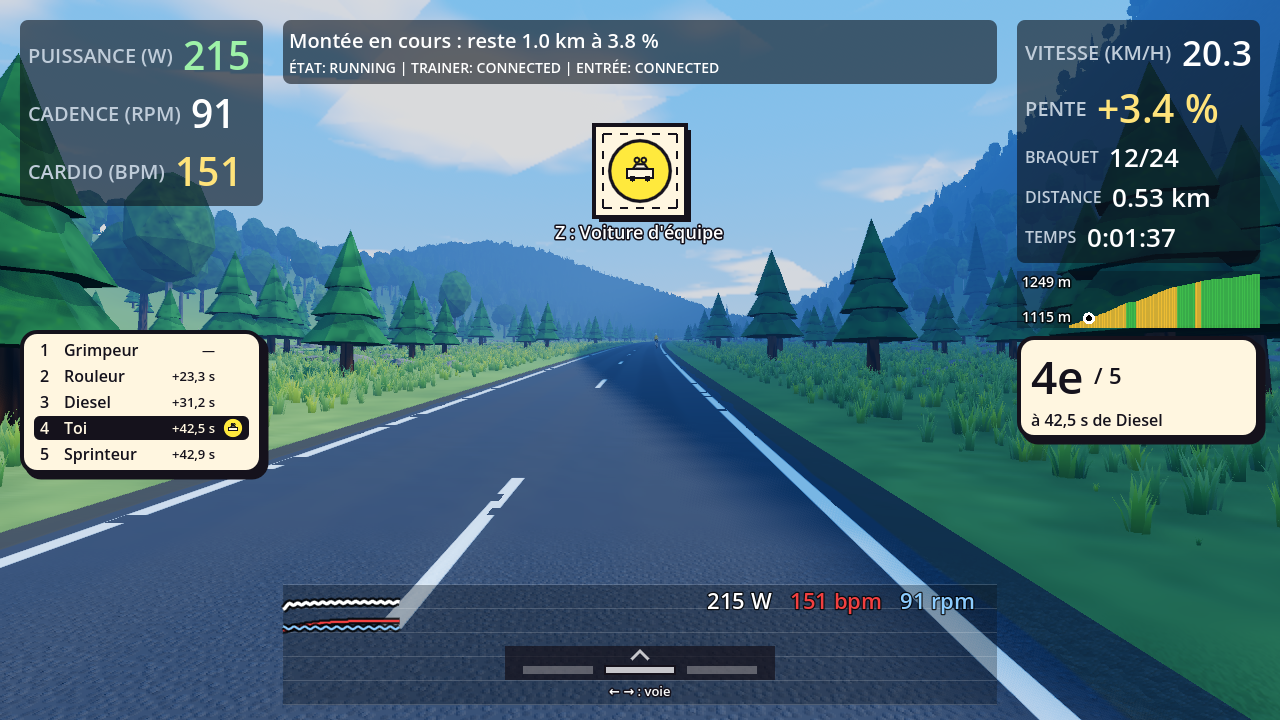 PUISSANCE (W) 215
CADENCE (RPM) 91
CARDIO (BPM) 151
Montée en cours : reste 1.0 km à 3.8 %
ÉTAT: RUNNING | TRAINER: CONNECTED | ENTRÉE: CONNECTED
VITESSE (KM/H) 20.3
PENTE +3.4 %
BRAQUET 12/24
DISTANCE 0.53 km
TEMPS 0:01:37
1249 m
1115 m
Z : Voiture d'équipe
1 Grimpeur —
2 Rouleur +23,3 s
3 Diesel +31,2 s
4 Toi +42,5 s
5 Sprinteur +42,9 s
4e / 5
à 42,5 s de Diesel
215 W 151 bpm 91 rpm
← → : voie